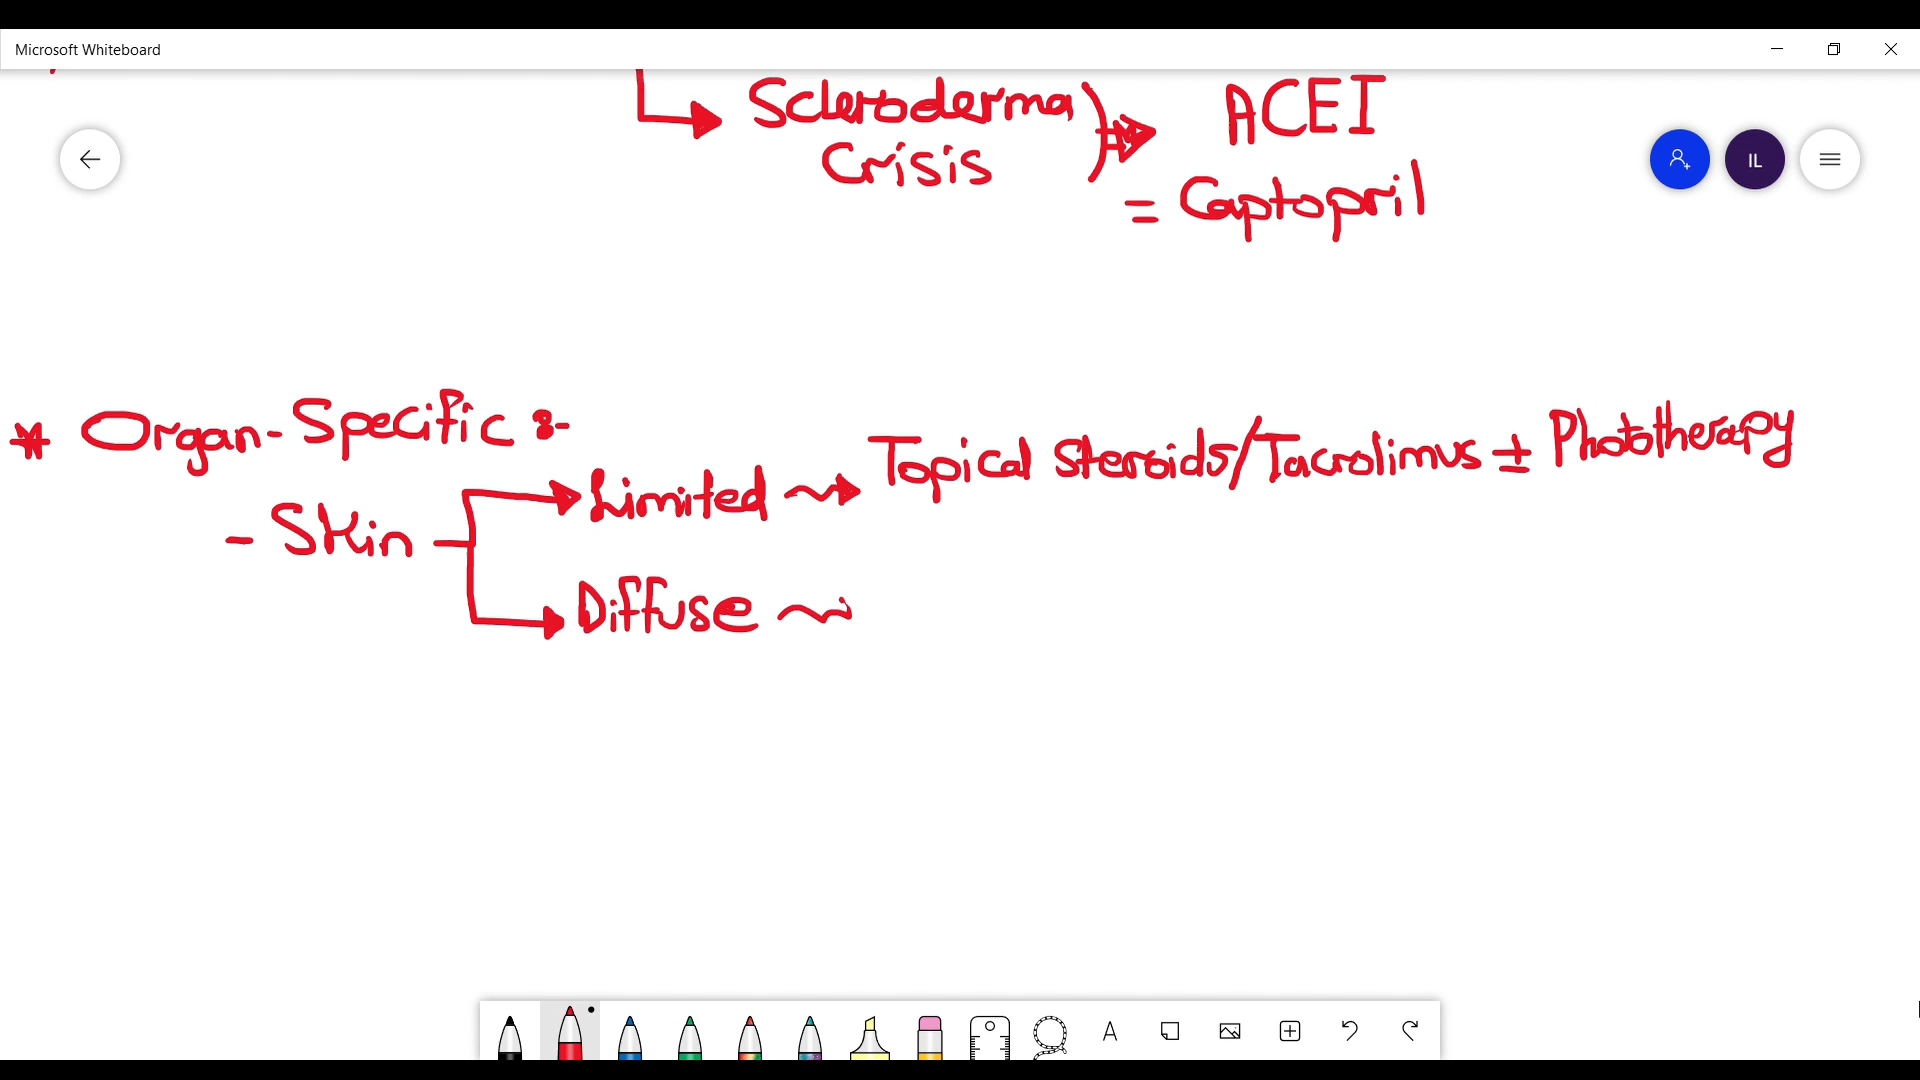 Microsoft Whiteboard
Scleroderma ACEI
Crisis
= Captopril
IL
* Organ-Specific :-
Topical Steroids/Tacrolimus ± Phototherapy
Limited
- Skin
Diffuse
A